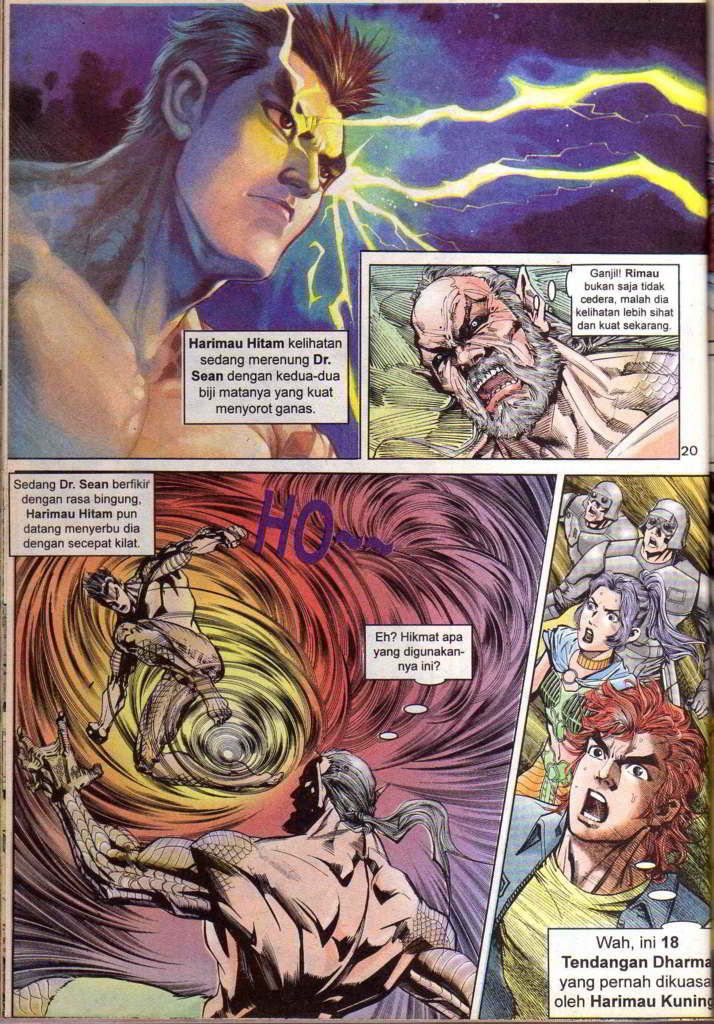 Ganjil! Rimau
bukan saja tidak
cedera, malah dia
kelihatan lebih sihat
dan kuat sekarang.
Harimau Hitam kelihatan
sedang merenung Dr.
Sean dengan kedua-dua
biji matanya yang kuat
menyorot ganas.
20
Sedang Dr. Sean berfikir
dengan rasa bingung,
Harimau Hitam pun
datang menyerbu dia
dengan secepat kilat.
HO~~
Eh? Hikmat apa
yang digunakan-
nya ini?
Wah, ini 18
Tendangan Dharma
yang pernah dikuasa
oleh Harimau Kuning